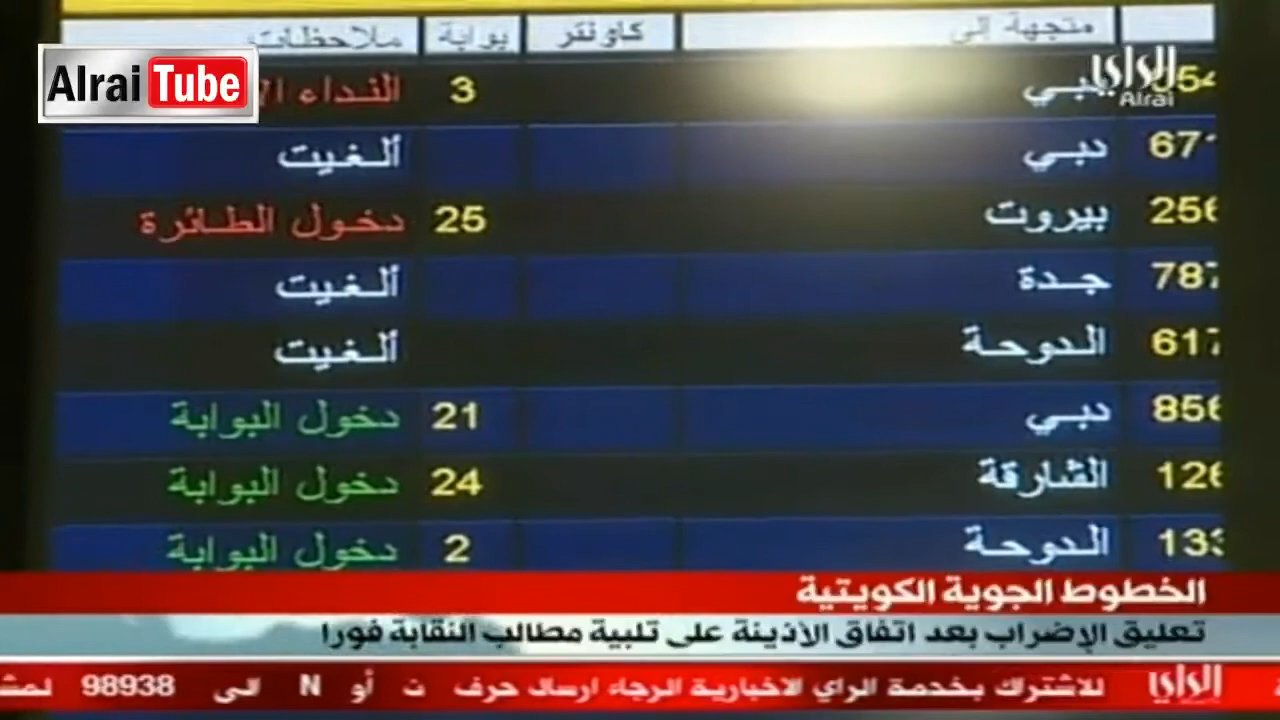 متجهة إلى كاونتر بوابة ملاحظات
Alrai Tube
الراي
Alrai
دبي 3 النداء
671 دبي ألغيت
256 بيروت 25 دخول الطائرة
787 جدة ألغيت
617 الدوحة ألغيت
856 دبي 21 دخول البوابة
126 الشارقة 24 دخول البوابة
133 الدوحة 2 دخول البوابة
الخطوط الجوية الكويتية
تعليق الإضراب بعد اتفاق الأذينة على تلبية مطالب النقابة فورا
الراي للاشتراك بخدمة الراي الاخبارية الرجاء ارسال حرف ت أو N الى 98938